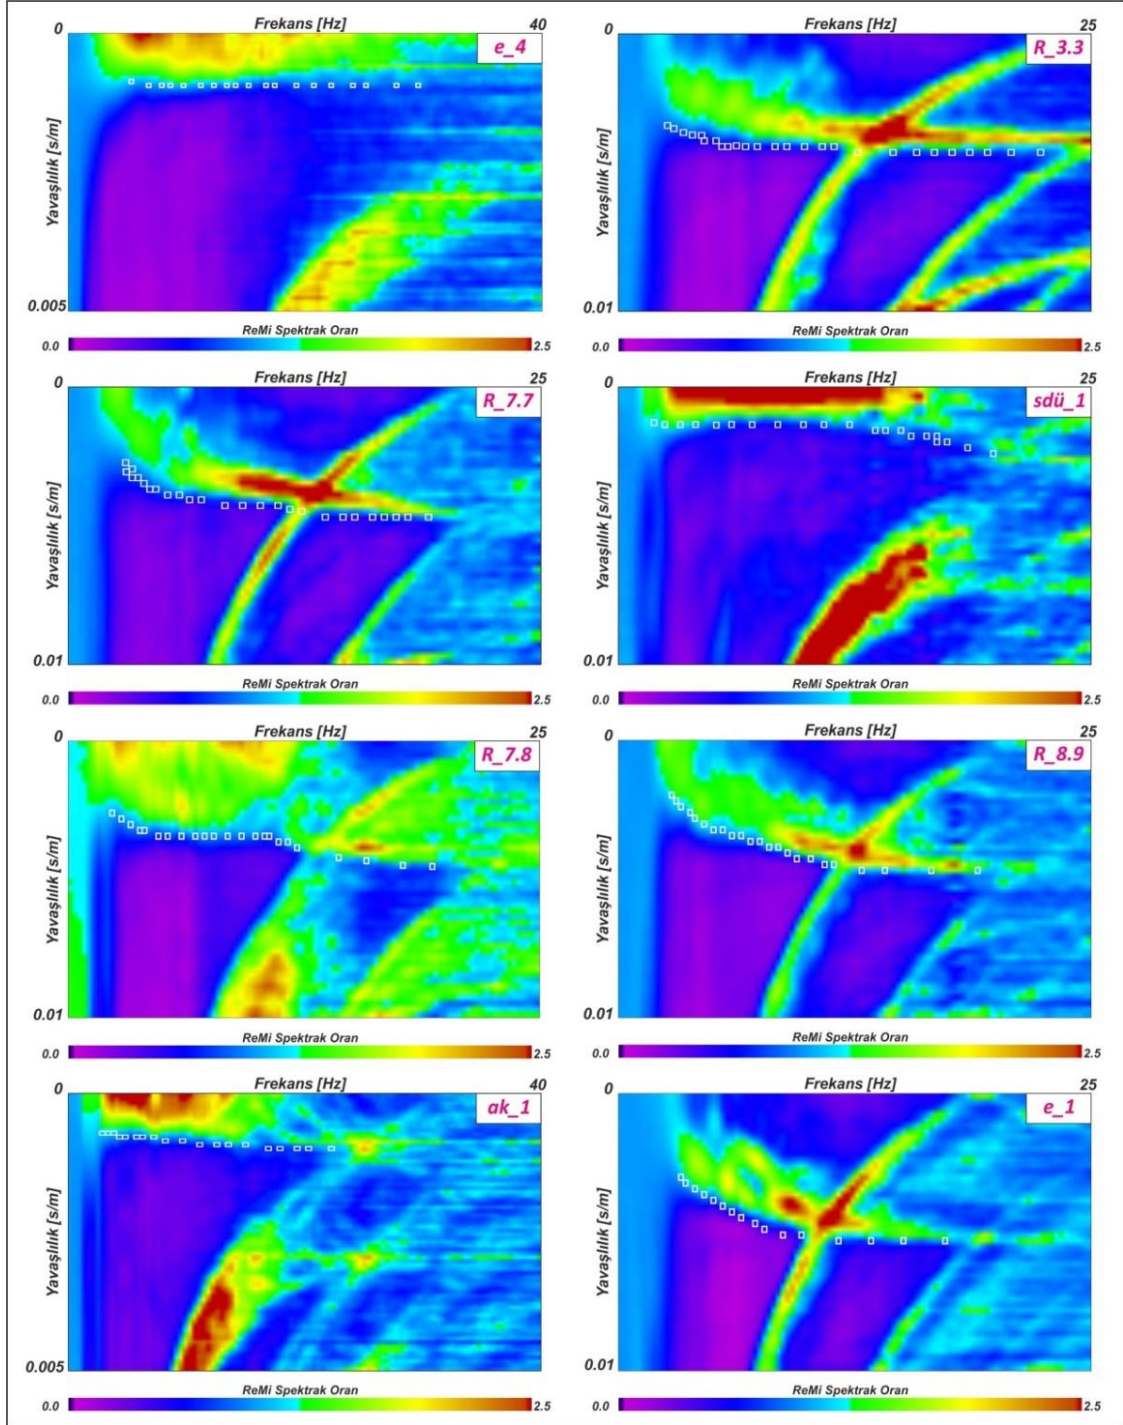 0 Frekans [Hz] 40
e_4
Yavaşlılık [s/m]
0.005
ReMi Spektrak Oran
0.0 2.5
0 Frekans [Hz] 25
R_3.3
Yavaşlılık [s/m]
0.01
ReMi Spektrak Oran
0.0 2.5
0 Frekans [Hz] 25
R_7.7
Yavaşlılık [s/m]
0.01
ReMi Spektrak Oran
0.0 2.5
0 Frekans [Hz] 25
sdü_1
Yavaşlılık [s/m]
0.01
ReMi Spektrak Oran
0.0 2.5
0 Frekans [Hz] 25
R_7.8
Yavaşlılık [s/m]
0.01
ReMi Spektrak Oran
0.0 2.5
0 Frekans [Hz] 25
R_8.9
Yavaşlılık [s/m]
0.01
ReMi Spektrak Oran
0.0 2.5
0 Frekans [Hz] 40
ak_1
Yavaşlılık [s/m]
0.005
ReMi Spektrak Oran
0.0 2.5
0 Frekans [Hz] 25
e_1
Yavaşlılık [s/m]
0.01
ReMi Spektrak Oran
0.0 2.5